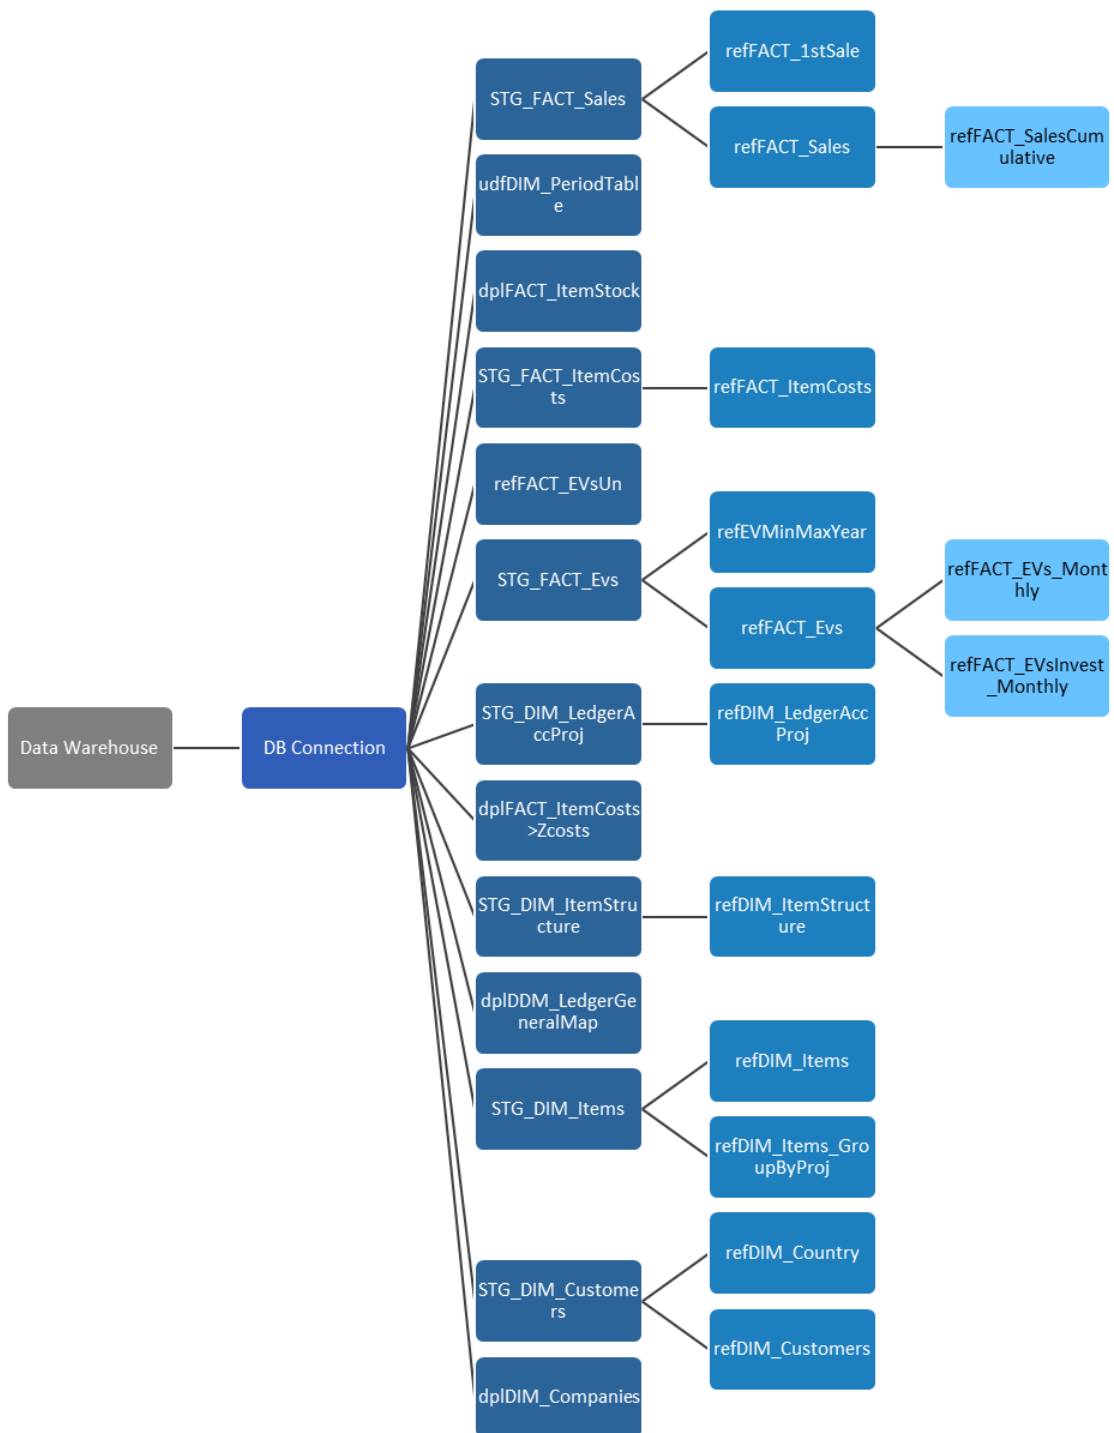 refFACT_1stSale
STG_FACT_Sales
refFACT_Sales
refFACT_SalesCum
ulative
udfDIM_PeriodTabl
e
dplFACT_ItemStock
STG_FACT_ItemCos
ts
refFACT_ItemCosts
refFACT_EVsUn
refEVMinMaxYear
STG_FACT_Evs
refFACT_EVs_Mont
hly
refFACT_Evs
refFACT_EVsInvest
_Monthly
STG_DIM_LedgerA
ccProj
refDIM_LedgerAcc
Proj
Data Warehouse
DB Connection
dplFACT_ItemCosts
>Zcosts
STG_DIM_ItemStru
cture
refDIM_ItemStruct
ure
dplDDM_LedgerGe
neralMap
refDIM_Items
STG_DIM_Items
refDIM_Items_Gro
upByProj
refDIM_Country
STG_DIM_Custome
rs
refDIM_Customers
dplDIM_Companies